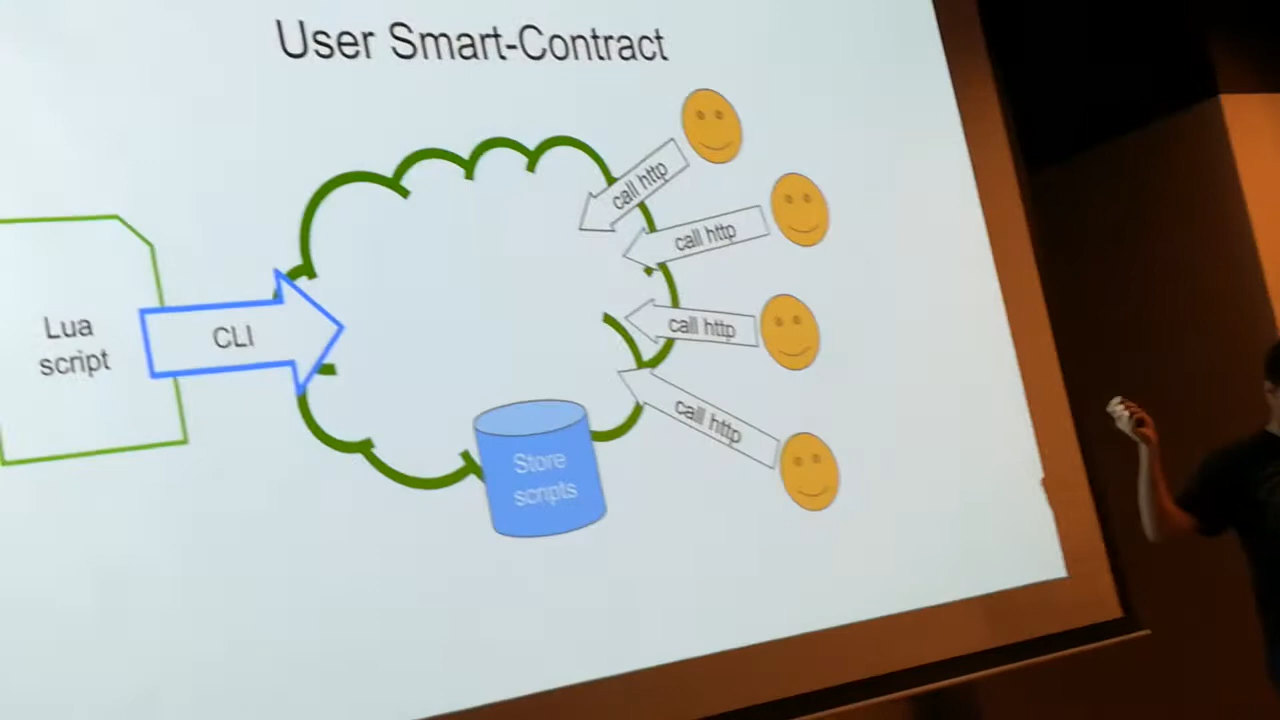 User Smart-Contract
Lua
script
CLI
call http
call http
call http
call http
Store
scripts